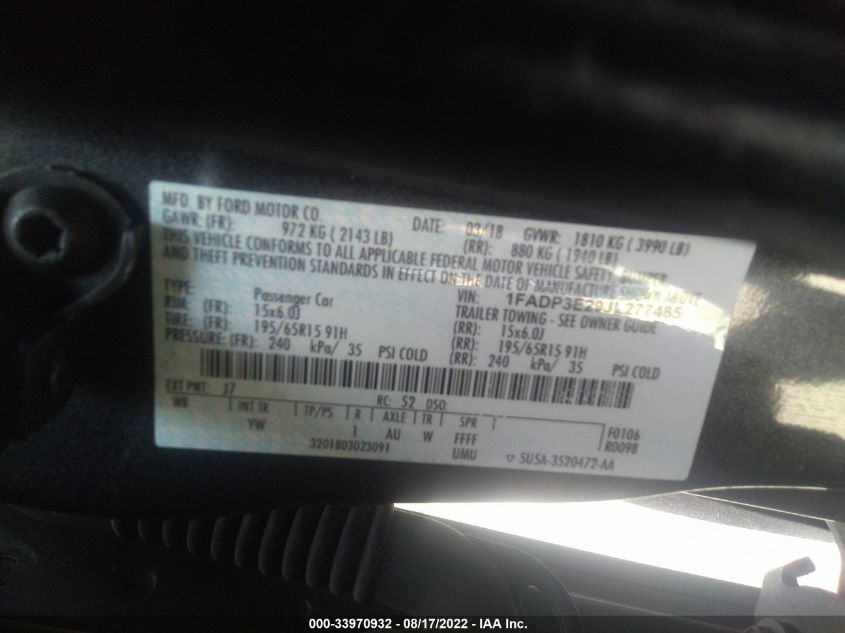 MFD. BY FORD MOTOR CO.
DATE: 03/18 GVWR: 1810 KG ( 3990 LB)
GAWR: (FR): 972 KG ( 2143 LB) (RR): 880 KG ( 1940 LB)
THIS VEHICLE CONFORMS TO ALL APPLICABLE FEDERAL MOTOR VEHICLE SAFETY BUMPER
AND THEFT PREVENTION STANDARDS IN EFFECT ON THE DATE OF MANUFACTURE SHOWN ABOVE
VIN: 1FADP3E29JL277485
TYPE: Passenger Car TRAILER TOWING - SEE OWNER GUIDE
RIM: (FR): 15x6.0J (RR): 15x6.0J
TIRE: (FR): 195/65R15 91H (RR): 195/65R15 91H
PRESSURE: (FR): 240 kPa/ 35 PSI COLD (RR): 240 kPa/ 35 PSI COLD
EXT PNT: J7 RC: 52 DSO:
WB INT TR TP/PS R AXLE TR SPR F0106
YW 1 AU W FFFF R0098
3201803023091 UMU ▽ 5U5A-3520472-AA
000-33970932 - 08/17/2022 - IAA Inc.